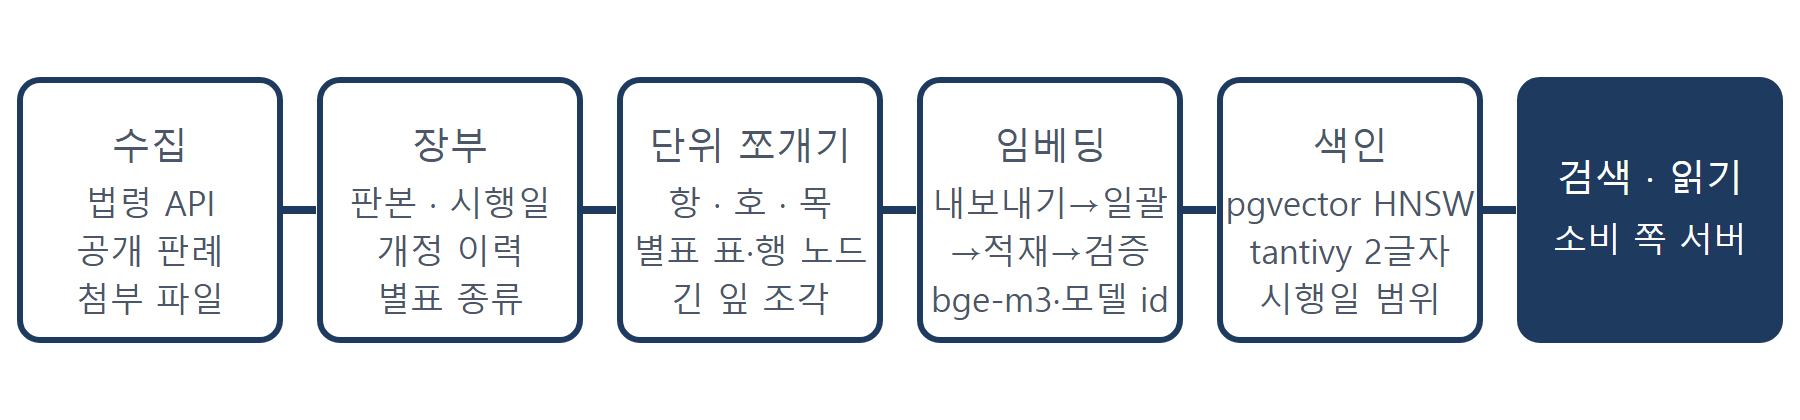 수집
법령 API
공개 판례
첨부 파일
장부
판본 · 시행일
개정 이력
별표 종류
단위 쪼개기
항 · 호 · 목
별표 표·행 노드
긴 잎 조각
임베딩
내보내기→일괄
→적재→검증
bge-m3·모델 id
색인
pgvector HNSW
tantivy 2글자
시행일 범위
검색 · 읽기
소비 쪽 서버